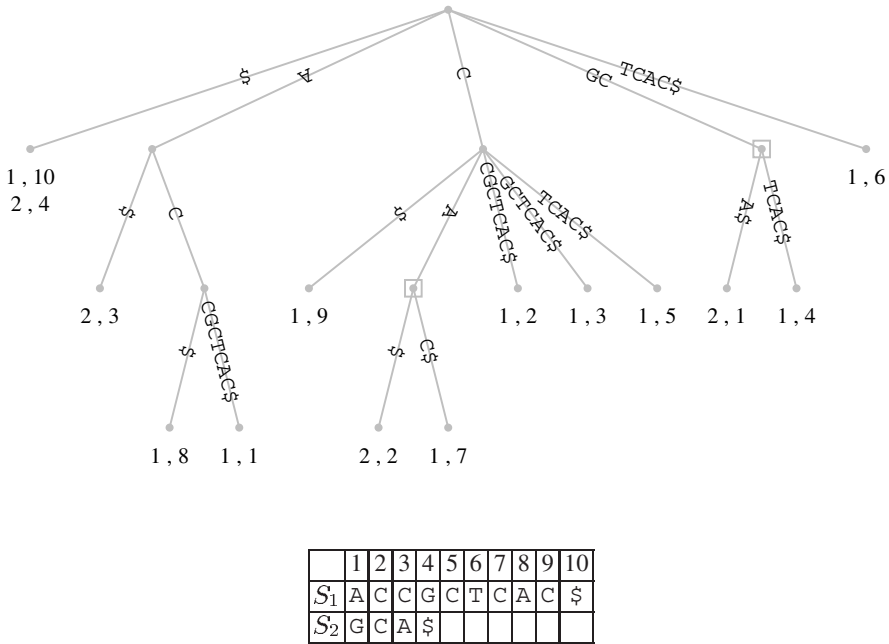 $ A C GC TCAC$
1 , 10
2 , 4
1 , 6
$ C $ A CGCTCAC$ GCTCAC$ TCAC$ A$ TCAC$
2 , 3 1 , 9 1 , 2 1 , 3 1 , 5 2 , 1 1 , 4
$ CGCTCAC$ $ C$
1 , 8 1 , 1 2 , 2 1 , 7
1 2 3 4 5 6 7 8 9 10
S1 A C C G C T C A C $
S2 G C A $